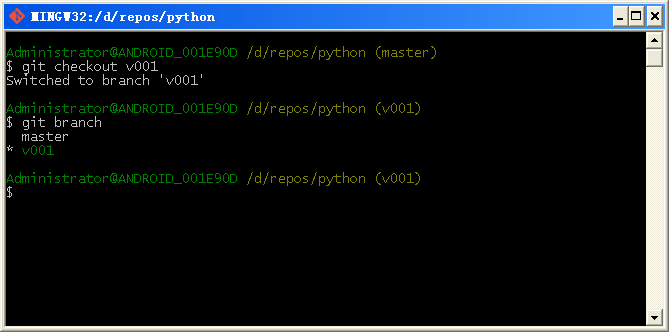 MINGW32:/d/repos/python
Administrator@ANDROID_001E90D /d/repos/python (master)
$ git checkout v001
Switched to branch 'v001'
Administrator@ANDROID_001E90D /d/repos/python (v001)
$ git branch
  master
* v001
Administrator@ANDROID_001E90D /d/repos/python (v001)
$